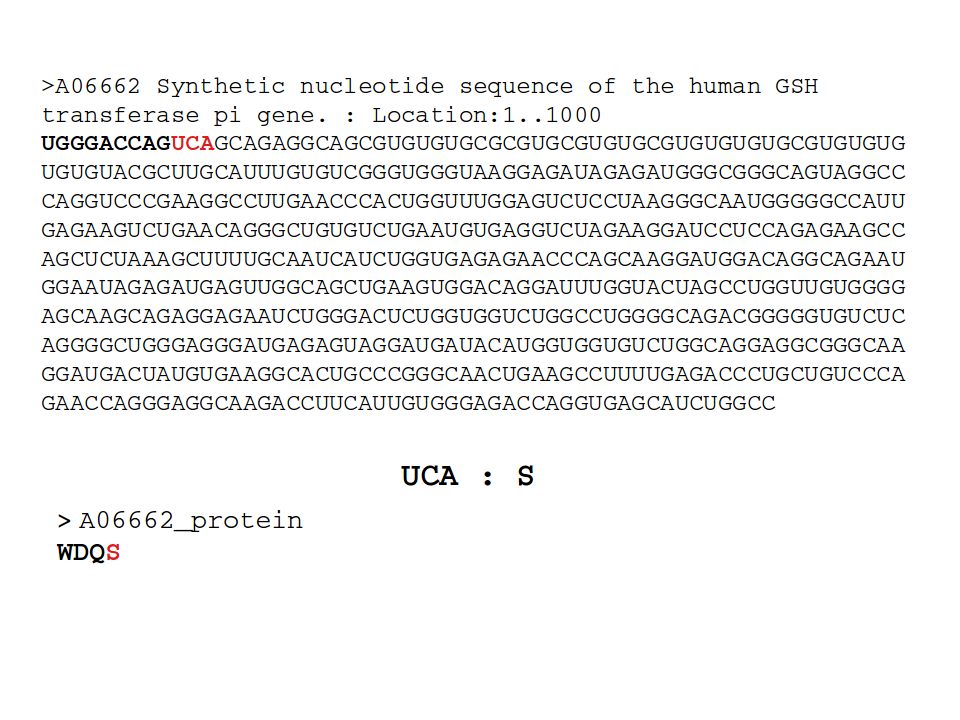 >A06662 Synthetic nucleotide sequence of the human GSH
transferase pi gene. : Location:1..1000
UGGGACCAGUCAGCAGAGGCAGCGUGUGUGCGCGUGCGUGUGCGUGUGUGUGCGUGUGUG
UGUGUACGCUUGCAUUUGUGUCGGGUGGGUAAGGAGAUAGAGAUGGGCGGGCAGUAGGCC
CAGGUCCCGAAGGCCUUGAACCCACUGGUUUGGAGUCUCCUAAGGGCAAUGGGGGCCAUU
GAGAAGUCUGAACAGGGCUGUGUCUGAAUGUGAGGUCUAGAAGGAUCCUCCAGAGAAGCC
AGCUCUAAAGCUUUUGCAAUCAUCUGGUGAGAGAACCCAGCAAGGAUGGACAGGCAGAAU
GGAAUAGAGAUGAGUUGGCAGCUGAAGUGGACAGGAUUUGGUACUAGCCUGGUUGUGGGG
AGCAAGCAGAGGAGAAUCUGGGACUCUGGUGGUCUGGCCUGGGGCAGACGGGGGUGUCUC
AGGGGCUGGGAGGGAUGAGAGUAGGAUGAUACAUGGUGGUGUCUGGCAGGAGGCGGGCAA
GGAUGACUAUGUGAAGGCACUGCCCGGGCAACUGAAGCCUUUUGAGACCCUGCUGUCCCA
GAACCAGGGAGGCAAGACCUUCAUUGUGGGAGACCAGGUGAGCAUCUGGCC
UCA : S
> A06662_protein
WDQS